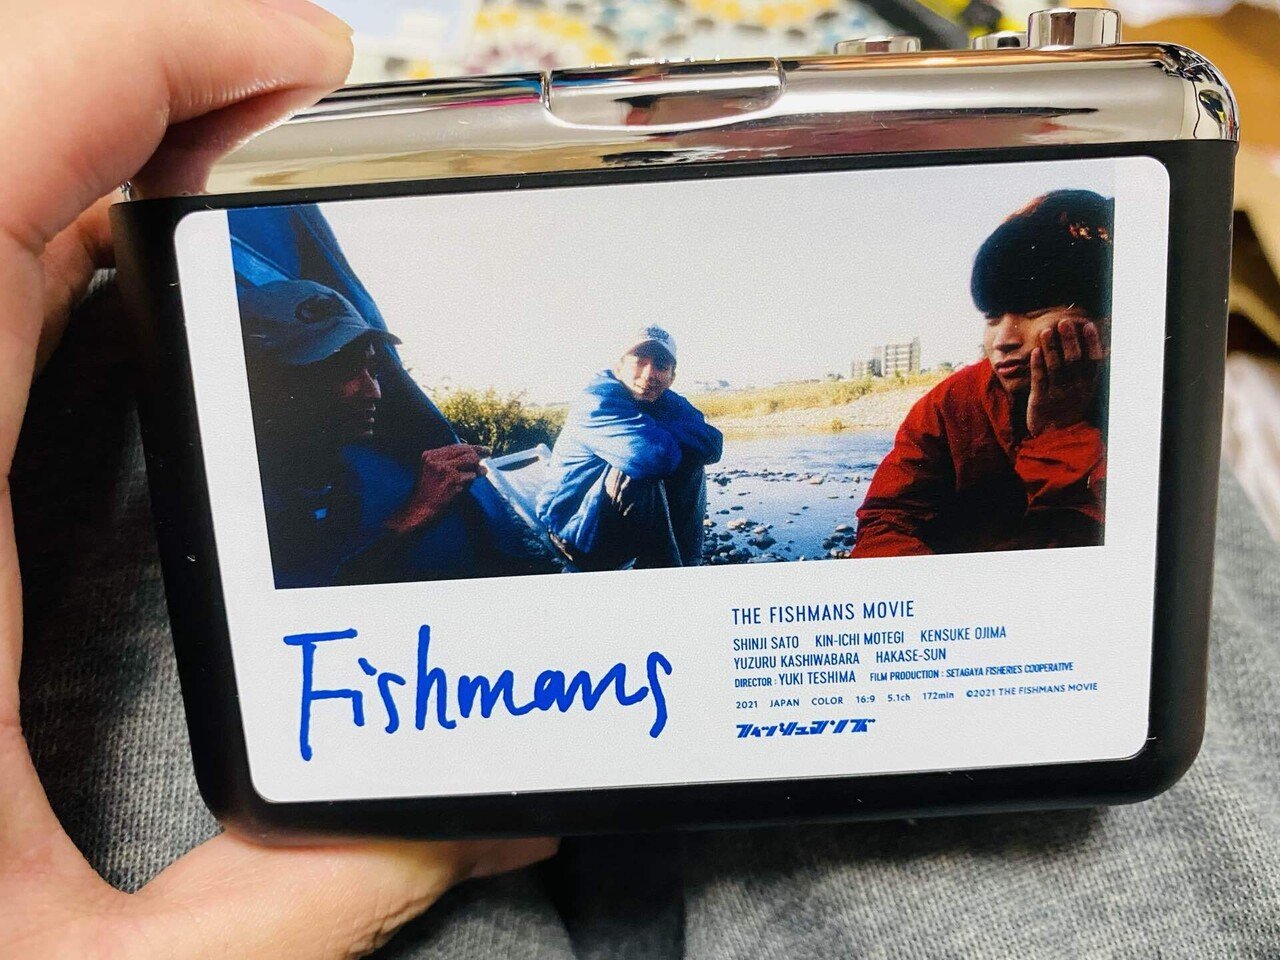 Fishmans
THE FISHMANS MOVIE
SHINJI SATO KIN-ICHI MOTEGI KENSUKE OJIMA
YUZURU KASHIWABARA HAKASE-SUN
DIRECTOR : YUKI TESHIMA FILM PRODUCTION : SETAGAYA FISHERIES COOPERATIVE
2021 JAPAN COLOR 16:9 5.1ch 172min ©2021 THE FISHMANS MOVIE
フィッシュマンズ